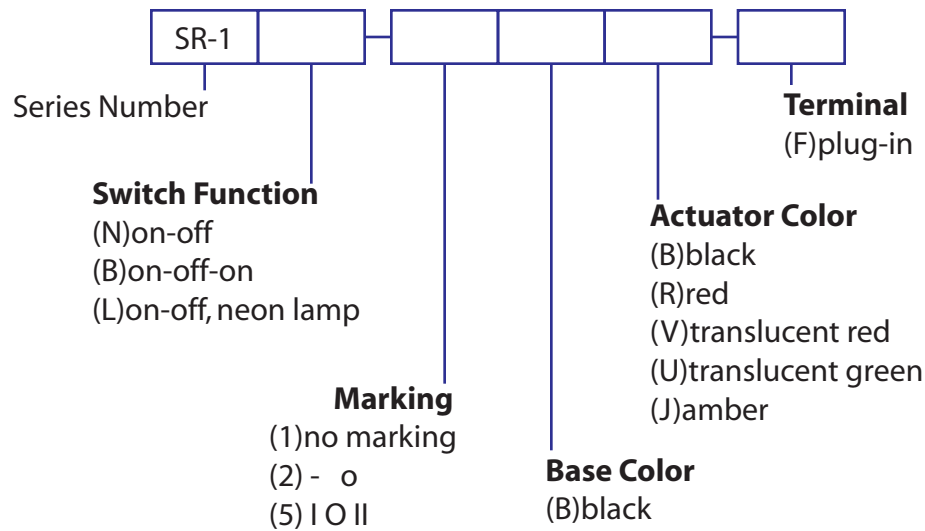 SR-1
Series Number
Terminal
(F)plug-in
Switch Function
(N)on-off
(B)on-off-on
(L)on-off, neon lamp
Actuator Color
(B)black
(R)red
(V)translucent red
(U)translucent green
(J)amber
Marking
(1)no marking
(2) -   o
(5) I O II
Base Color
(B)black